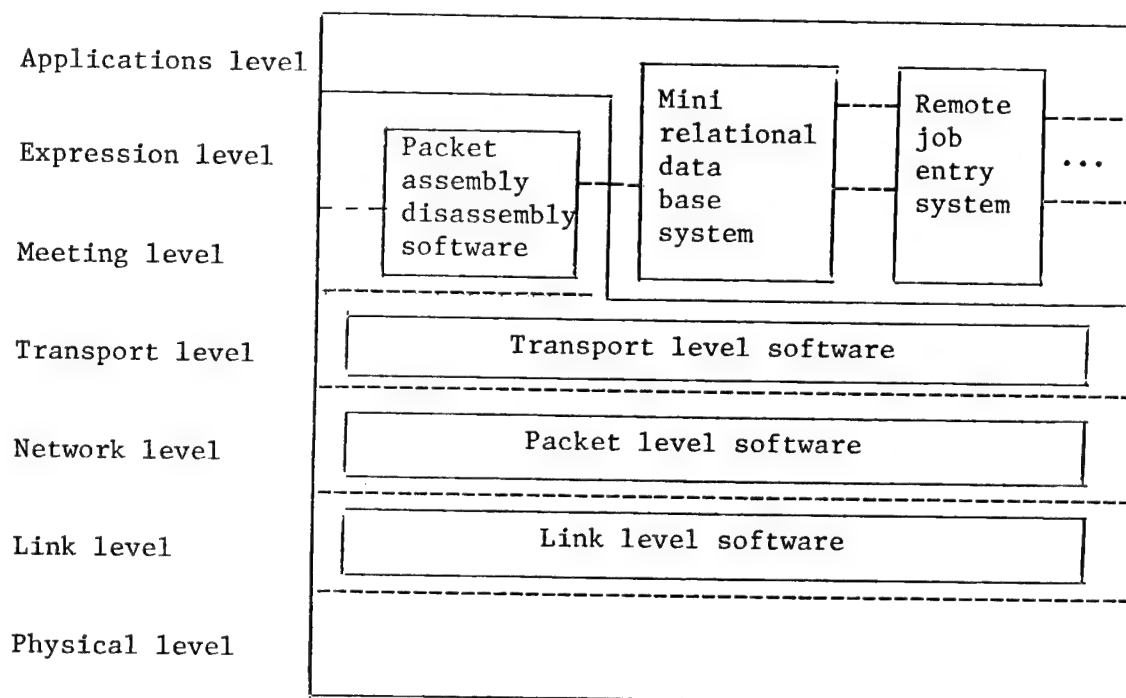 Applications level
Expression level
Meeting level
Transport level
Network level
Link level
Physical level
Packet
assembly
disassembly
software
Mini
relational
data
base
system
Remote
job
entry
system
...
Transport level software
Packet level software
Link level software